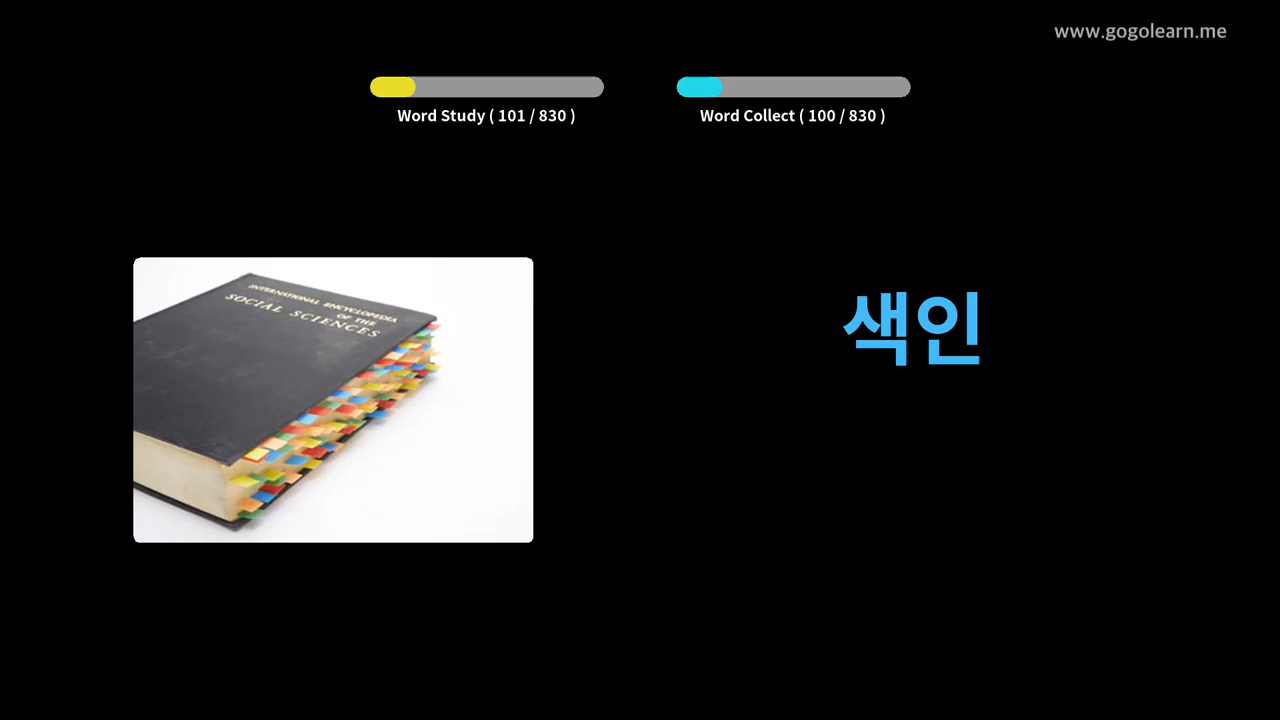 www.gogolearn.me
Word Study ( 101 / 830 )
Word Collect ( 100 / 830 )
INTERNATIONAL ENCYCLOPEDIA
OF THE
SOCIAL SCIENCES
색인